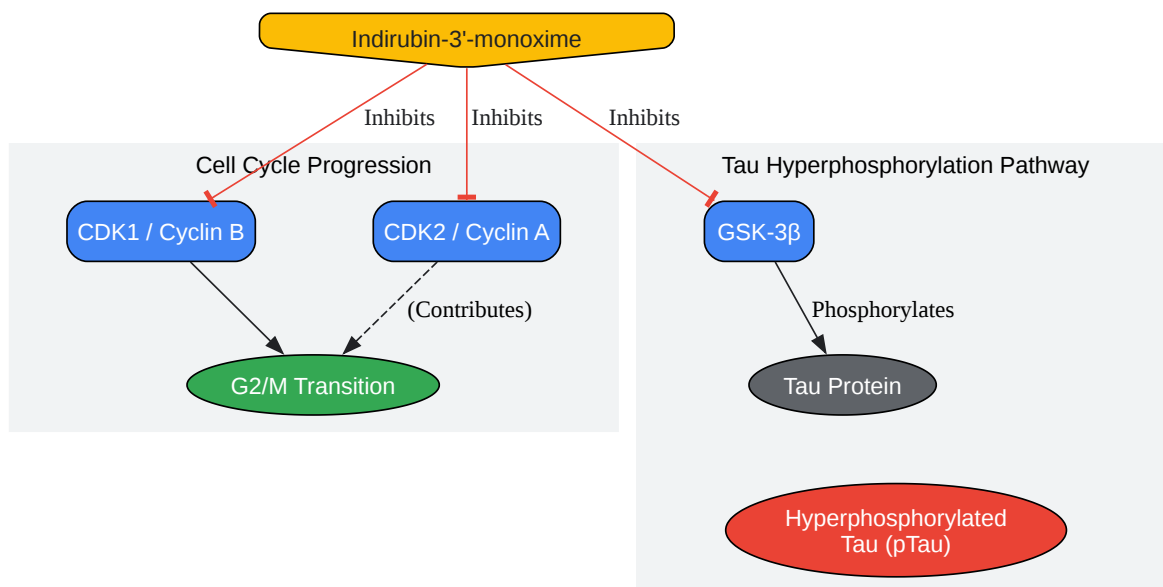 Indirubin-3'-monoxime
Inhibits
Inhibits
Inhibits
Cell Cycle Progression
Tau Hyperphosphorylation Pathway
CDK1 / Cyclin B
CDK2 / Cyclin A
GSK-3β
(Contributes)
Phosphorylates
G2/M Transition
Tau Protein
Hyperphosphorylated
Tau (pTau)